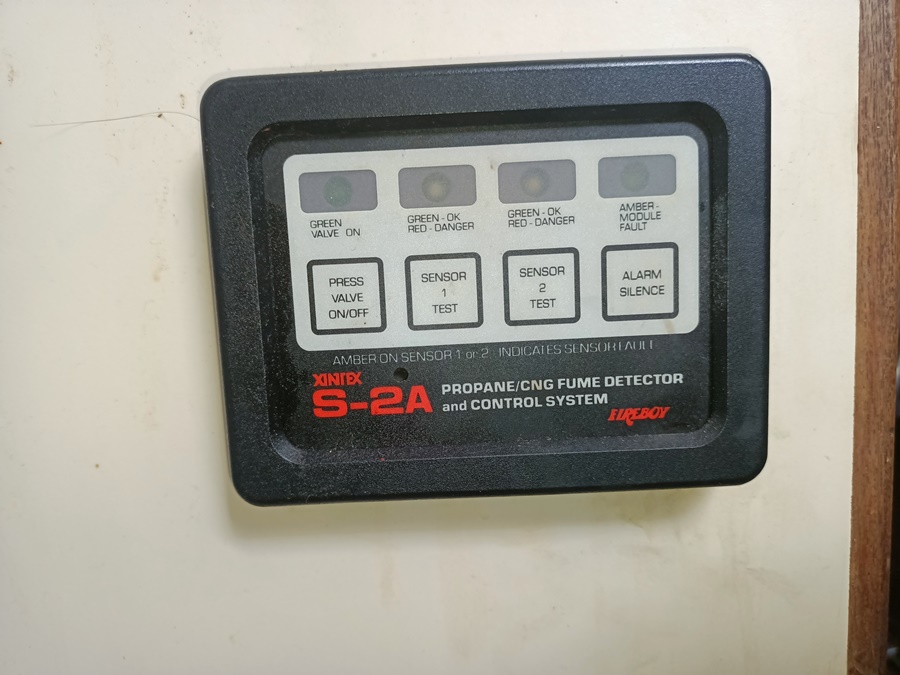 GREEN
VALVE ON
GREEN - OK
RED - DANGER
GREEN - OK
RED - DANGER
AMBER -
MODULE
FAULT
PRESS
VALVE
ON/OFF
SENSOR
1
TEST
SENSOR
2
TEST
ALARM
SILENCE
AMBER ON SENSOR 1 or 2 INDICATES SENSOR FAULT
XINTEX
S-2A
PROPANE/CNG FUME DETECTOR
and CONTROL SYSTEM
FIREBOY